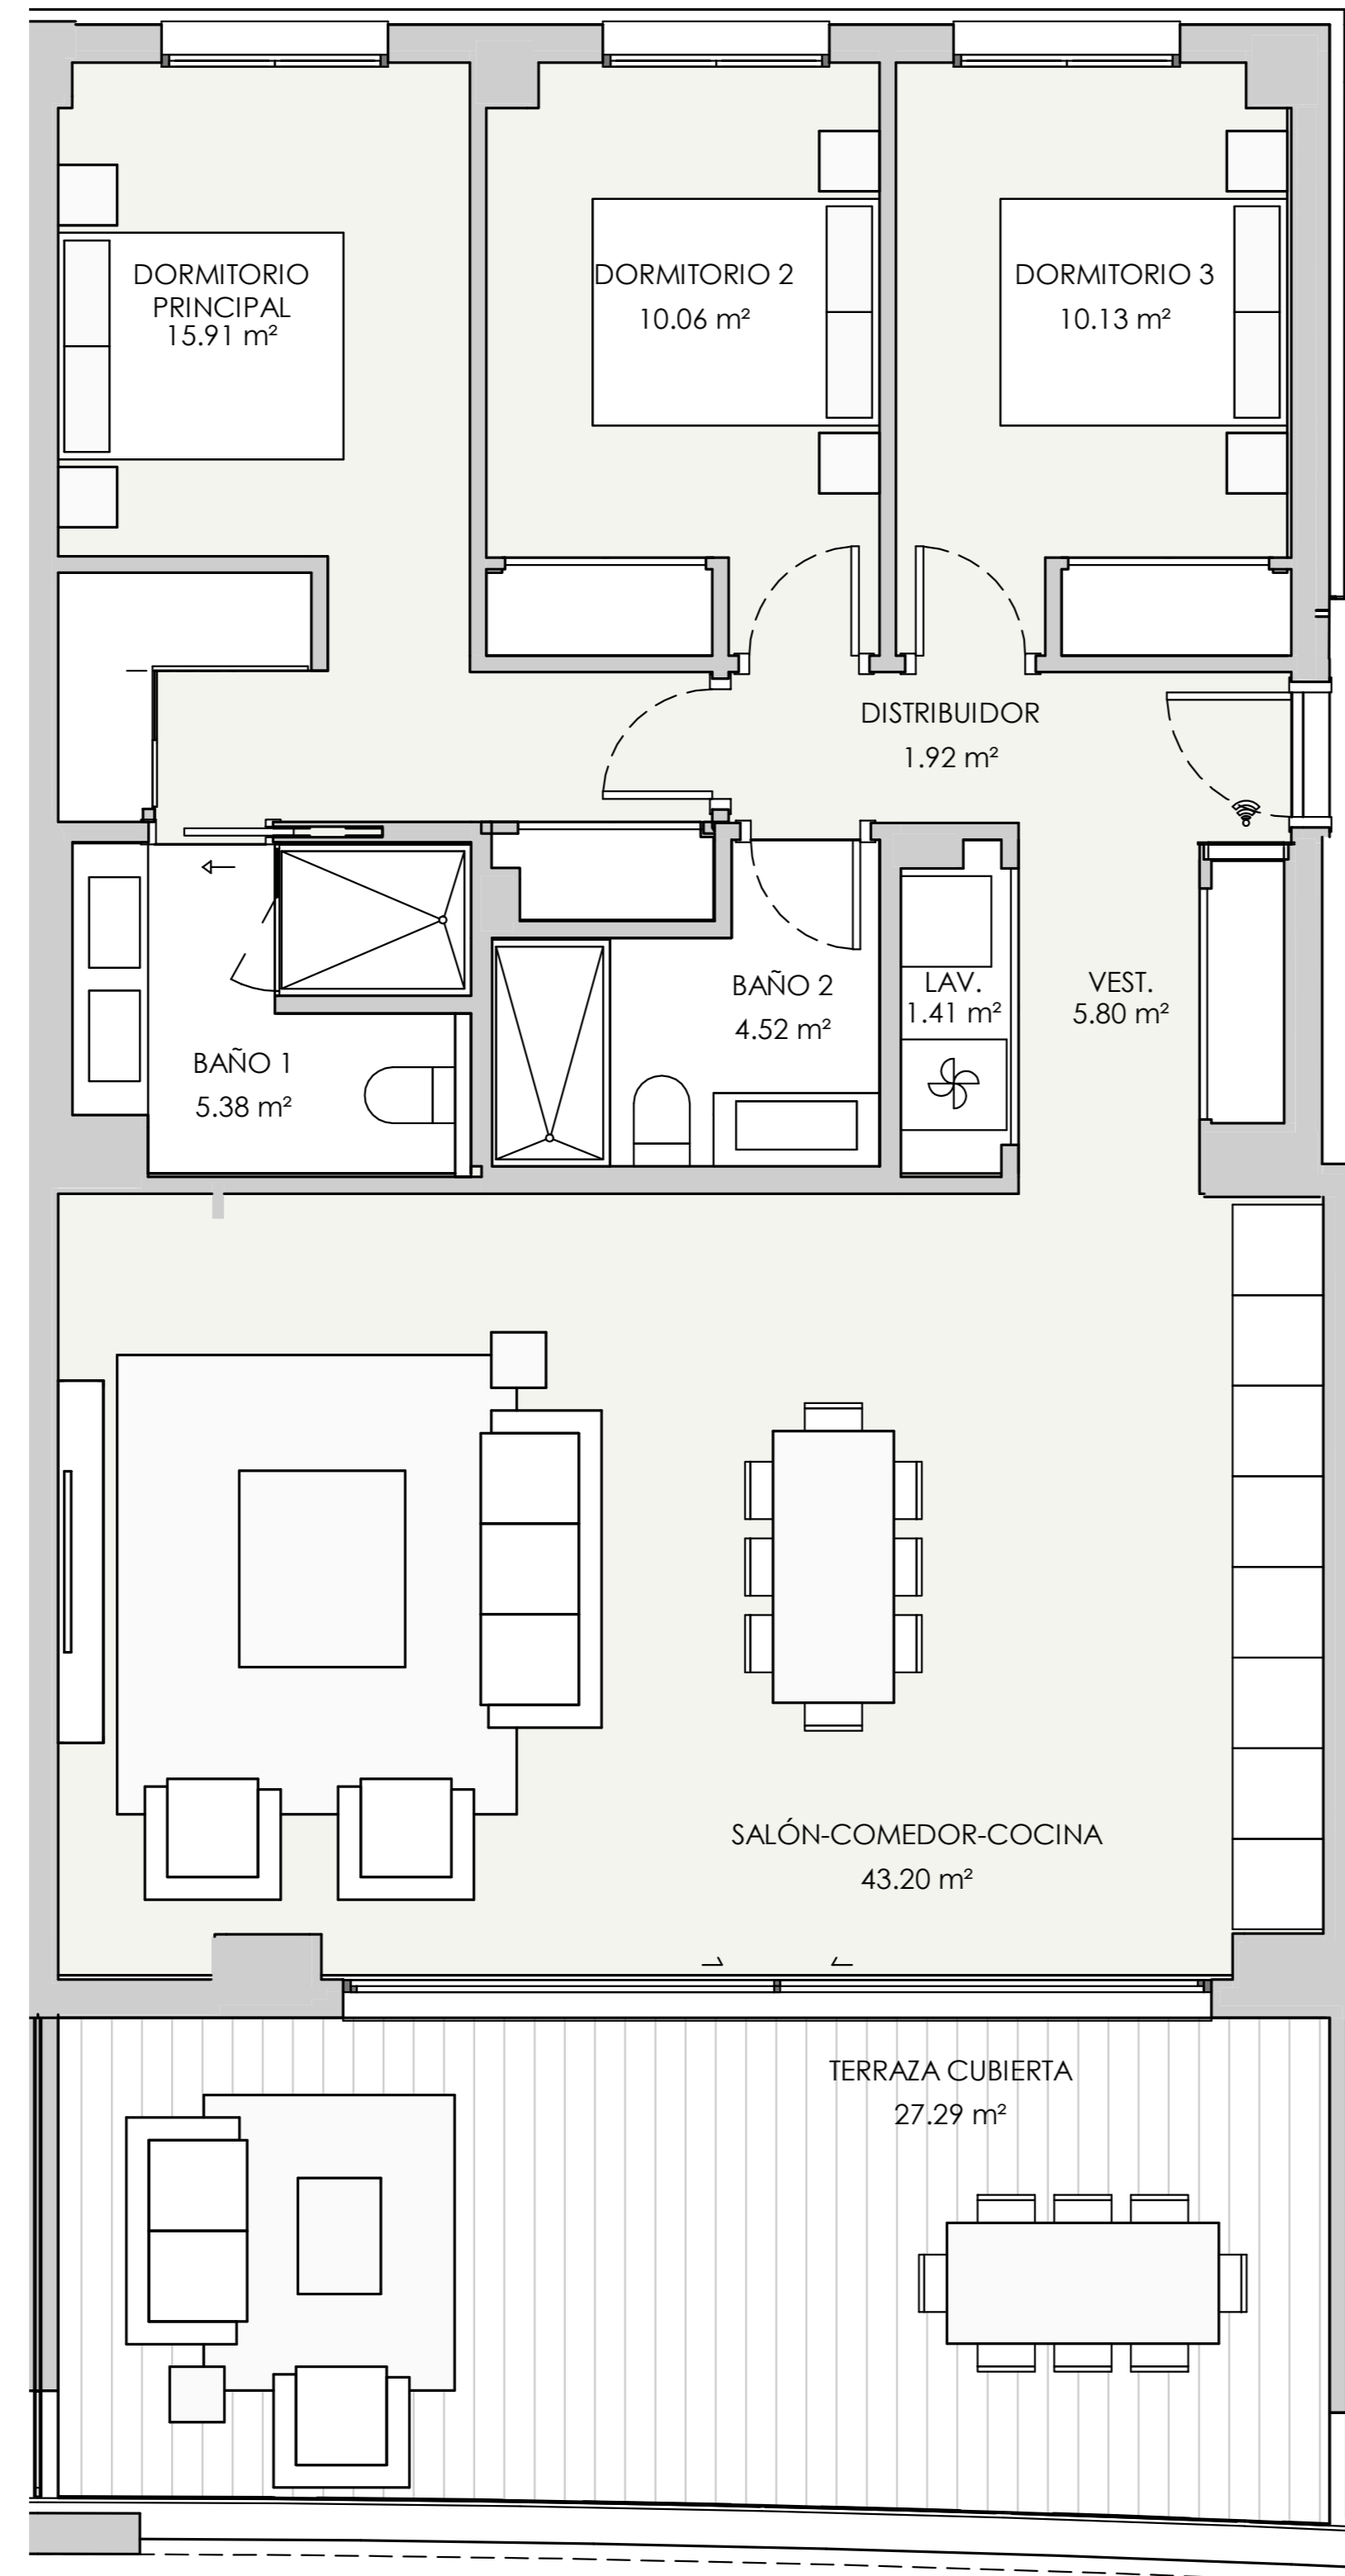 DORMITORIO
PRINCIPAL
15.91 m²
DORMITORIO 2
10.06 m²
DORMITORIO 3
10.13 m²
DISTRIBUIDOR
1.92 m²
BAÑO 1
5.38 m²
BAÑO 2
4.52 m²
LAV.
1.41 m²
VEST.
5.80 m²
SALÓN-COMEDOR-COCINA
43.20 m²
TERRAZA CUBIERTA
27.29 m²